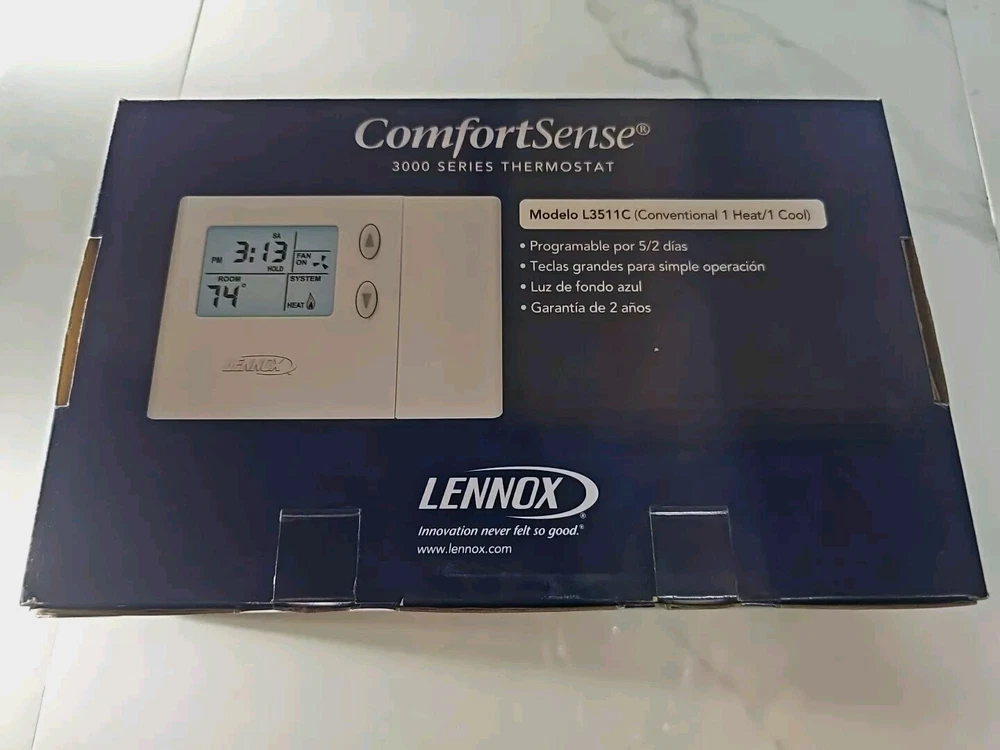 ComfortSense®
3000 SERIES THERMOSTAT
SA
PM 3:13 FAN ON
HOLD
ROOM SYSTEM
74° HEAT
LENNOX
Modelo L3511C (Conventional 1 Heat/1 Cool)
• Programable por 5/2 días
• Teclas grandes para simple operación
• Luz de fondo azul
• Garantía de 2 años
LENNOX®
Innovation never felt so good.®
www.lennox.com